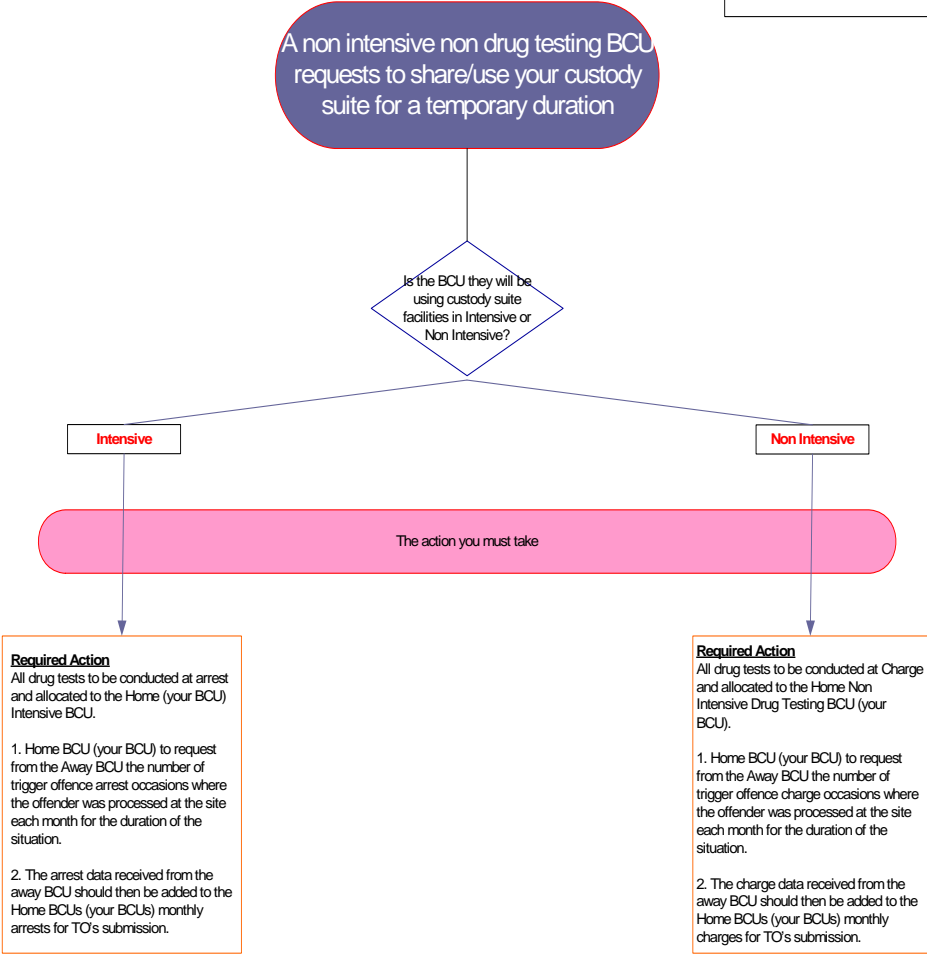 A non intensive non drug testing BCU
requests to share/use your custody
suite for a temporary duration
Is the BCU they will be
using custody suite
facilities in Intensive or
Non Intensive?
Intensive
Non Intensive
The action you must take
Required Action
All drug tests to be conducted at arrest
and allocated to the Home (your BCU)
Intensive BCU.
1. Home BCU (your BCU) to request
from the Away BCU the number of
trigger offence arrest occasions where
the offender was processed at the site
each month for the duration of the
situation.
2. The arrest data received from the
away BCU should then be added to the
Home BCUs (your BCUs) monthly
arrests for TO's submission.
Required Action
All drug tests to be conducted at Charge
and allocated to the Home Non
Intensive Drug Testing BCU (your
BCU).
1. Home BCU (your BCU) to request
from the Away BCU the number of
trigger offence charge occasions where
the offender was processed at the site
each month for the duration of the
situation.
2. The charge data received from the
away BCU should then be added to the
Home BCUs (your BCUs) monthly
charges for TO's submission.